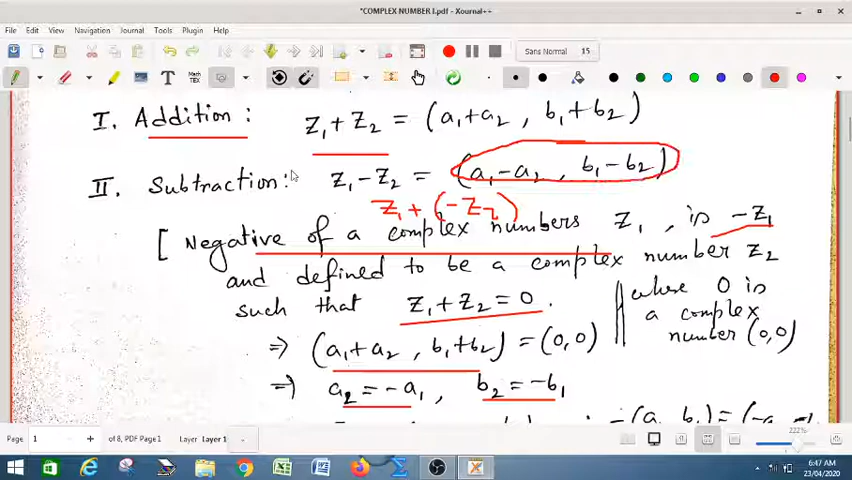 *COMPLEX NUMBER I.pdf - Xournal++
File Edit View Navigation Journal Tools Plugin Help
Sans Normal 15
T Math TEX
I. Addition : z₁+z₂ = (a₁+a₂ , b₁+b₂)
II. Subtraction: z₁-z₂ = (a₁-a₂ , b₁-b₂)
z₁+(-z₂)
[ Negative of a complex numbers z₁ , is -z₁
and defined to be a complex number z₂
such that z₁+z₂=0 . where 0 is
a complex
number (0,0)
⇒ (a₁+a₂ , b₁+b₂) = (0,0)
⇒ a₂ = -a₁ , b₂ = -b₁
Page 1 of 8, PDF Page1 Layer Layer 1
222%
6:47 AM
23/04/2020